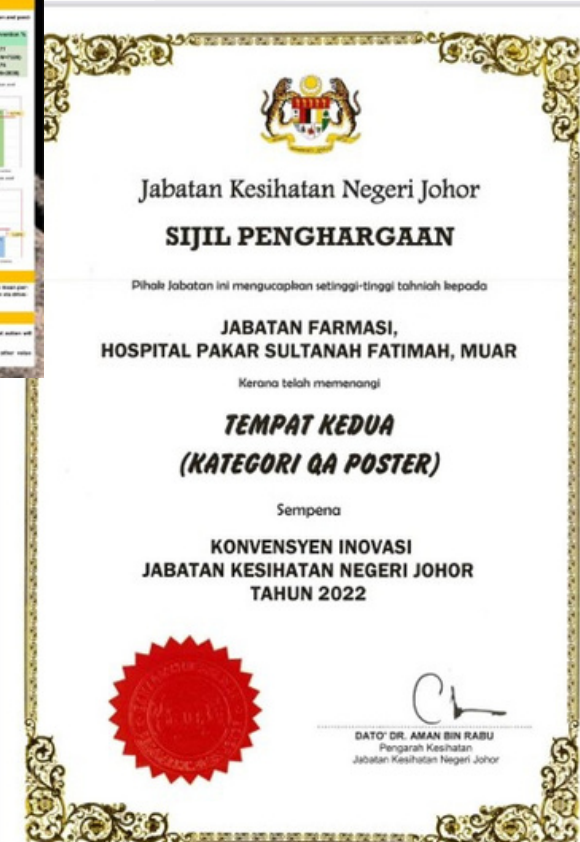 Jabatan Kesihatan Negeri Johor
SIJIL PENGHARGAAN
Pihak Jabatan ini mengucapkan setinggi-tinggi tahniah kepada
JABATAN FARMASI,
HOSPITAL PAKAR SULTANAH FATIMAH, MUAR
Kerana telah memenangi
TEMPAT KEDUA
(KATEGORI QA POSTER)
Sempena
KONVENSYEN INOVASI
JABATAN KESIHATAN NEGERI JOHOR
TAHUN 2022
DATO' DR. AMAN BIN RABU
Pengarah Kesihatan
Jabatan Kesihatan Negeri Johor